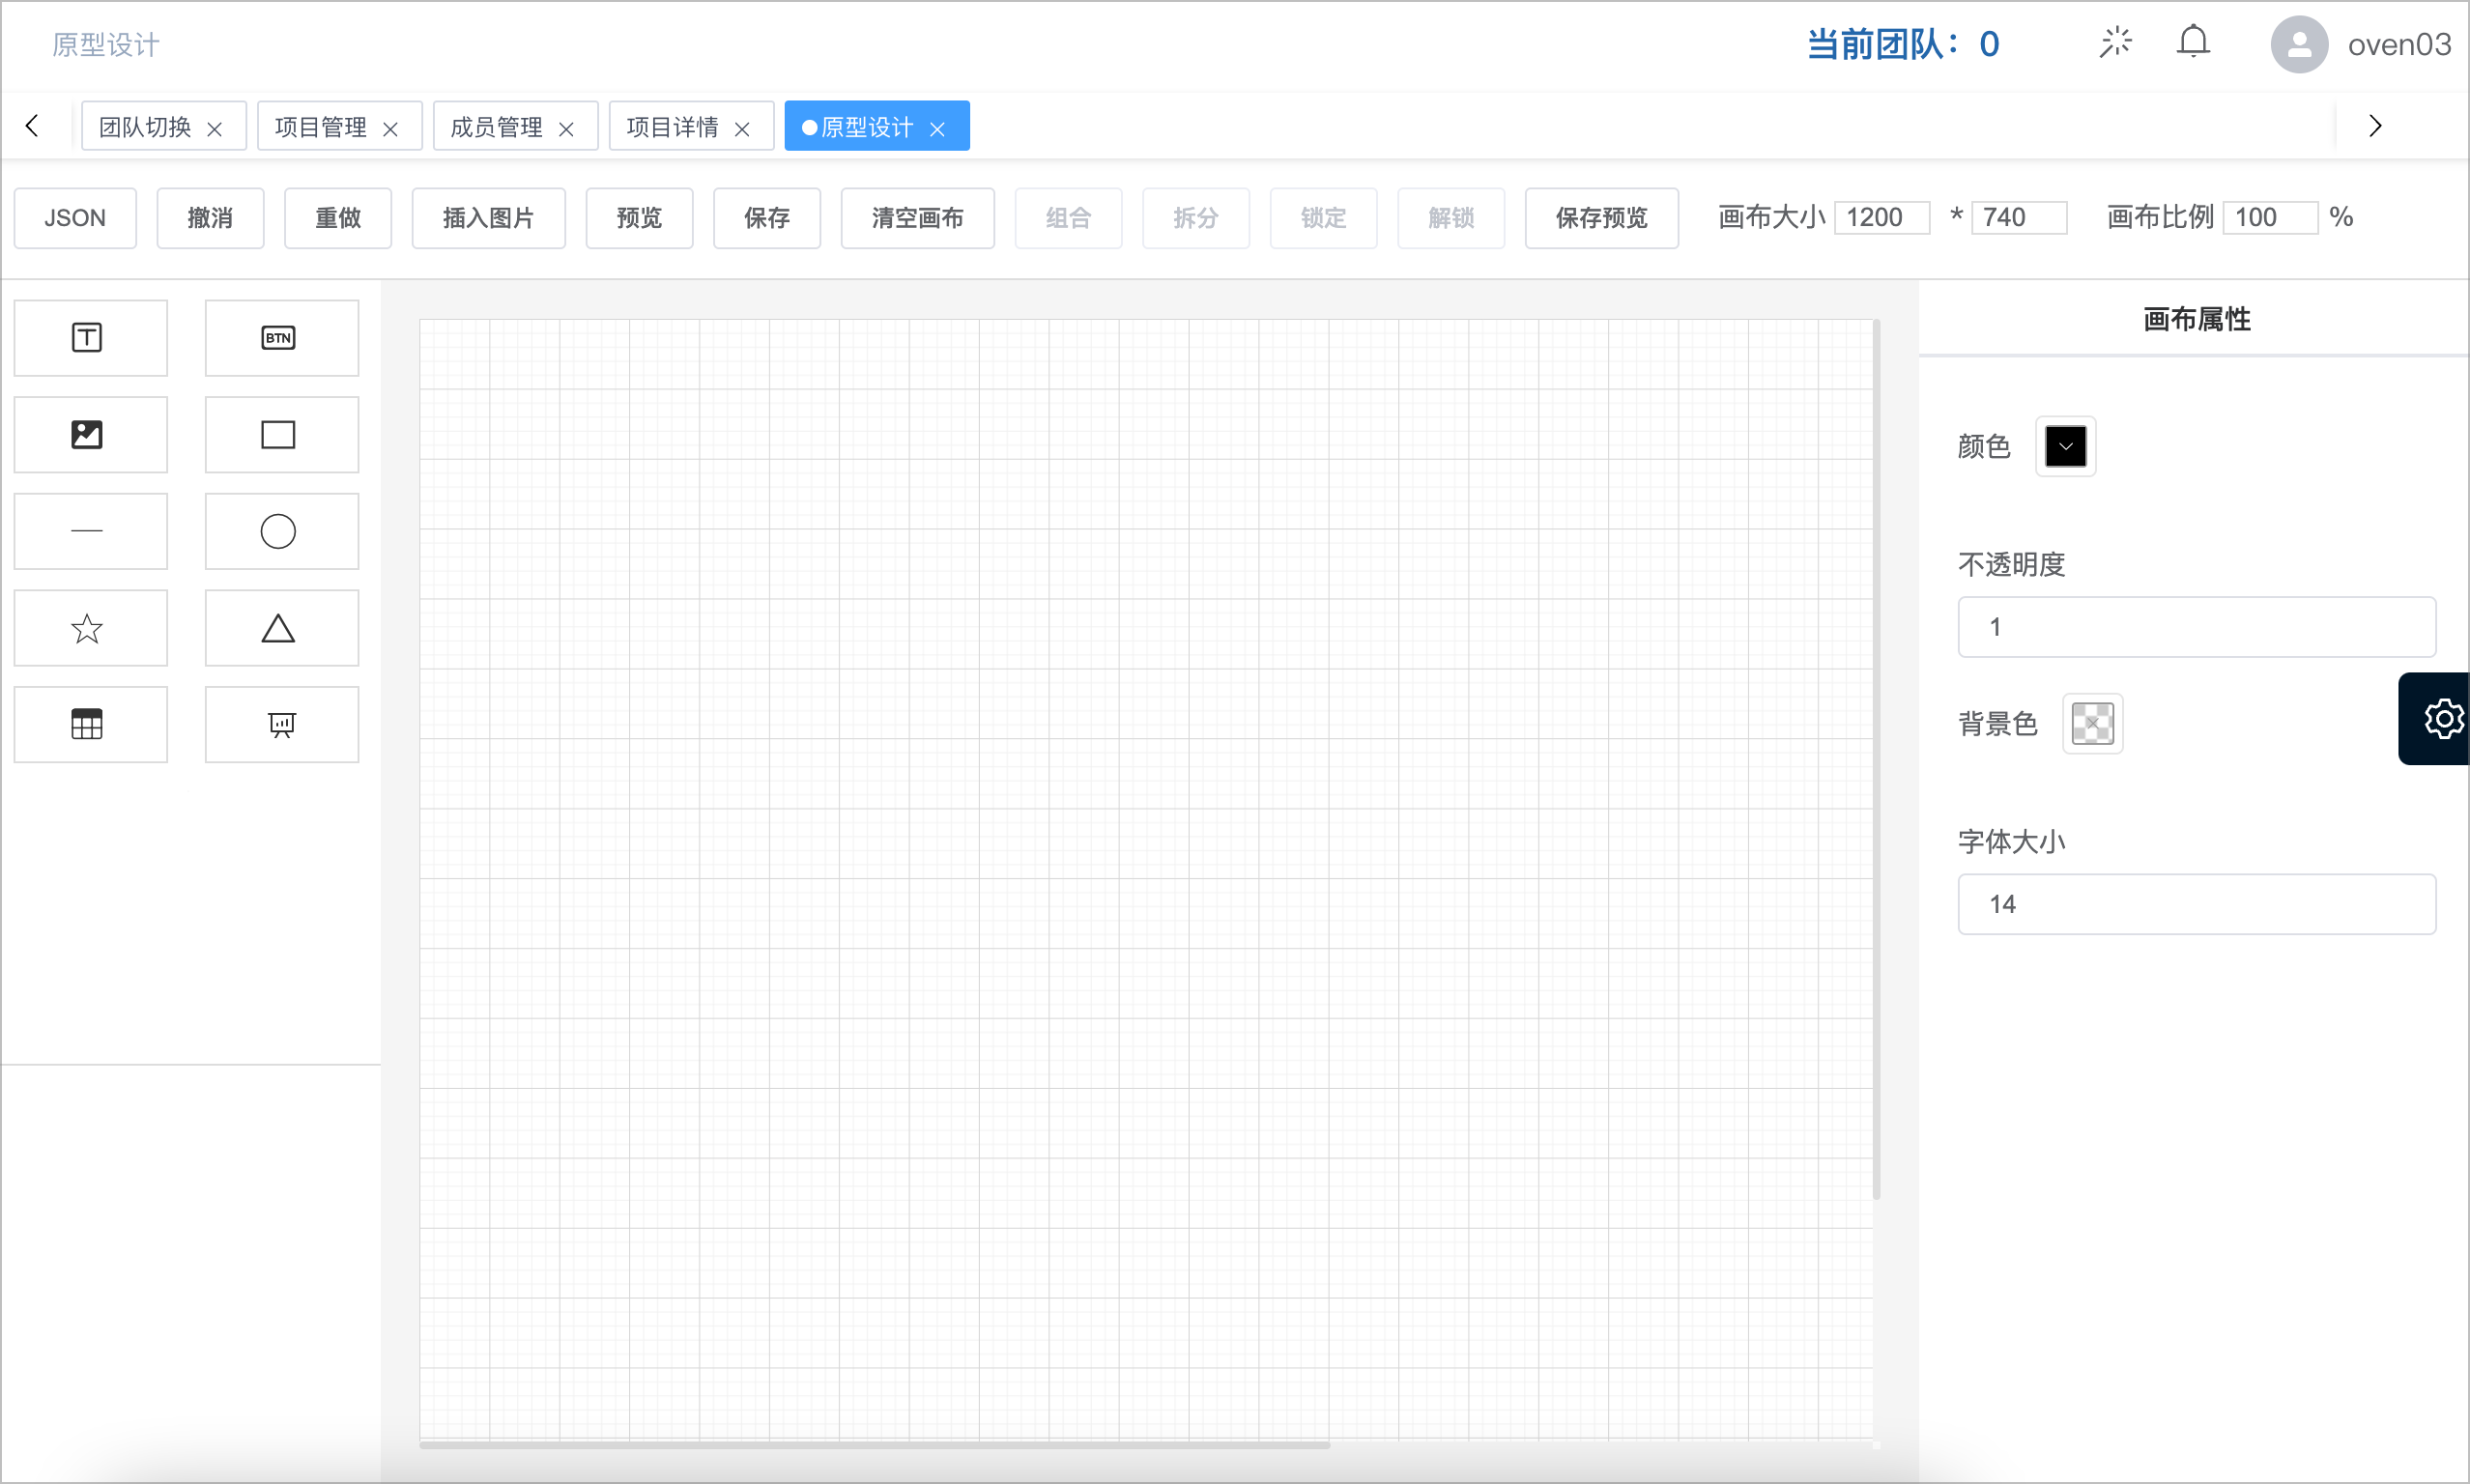 原型设计
当前团队：0
oven03
团队切换
项目管理
成员管理
项目详情
原型设计
JSON
撤消
重做
插入图片
预览
保存
清空画布
组合
拆分
锁定
解锁
保存预览
画布大小 1200 * 740
画布比例 100 %
BTN
画布属性
颜色
不透明度
1
背景色
字体大小
14